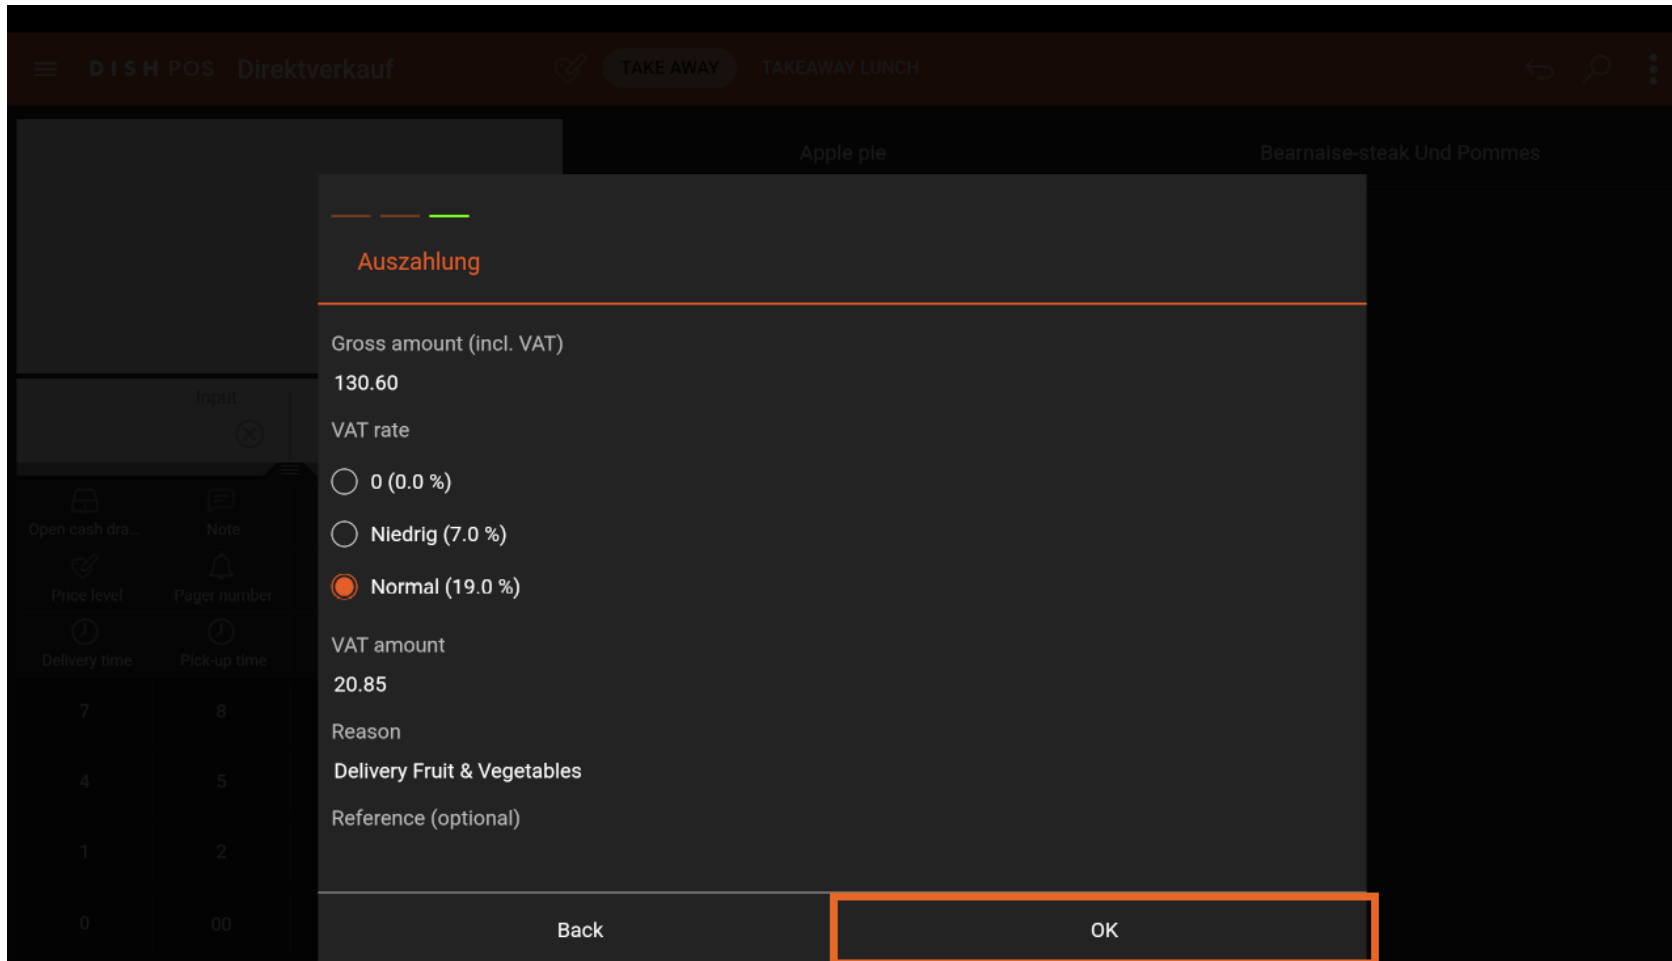 DISH POS Direktverkauf TAKE AWAY TAKEAWAY LUNCH
Apple pie Bearnaise-steak Und Pommes
Auszahlung
Gross amount (incl. VAT)
130.60
VAT rate
0 (0.0 %)
Niedrig (7.0 %)
Normal (19.0 %)
VAT amount
20.85
Reason
Delivery Fruit & Vegetables
Reference (optional)
Back OK
Input
Open cash dra... Note
Price level Pager number
Delivery time Pick-up time
7 8
4 5
1 2
0 00